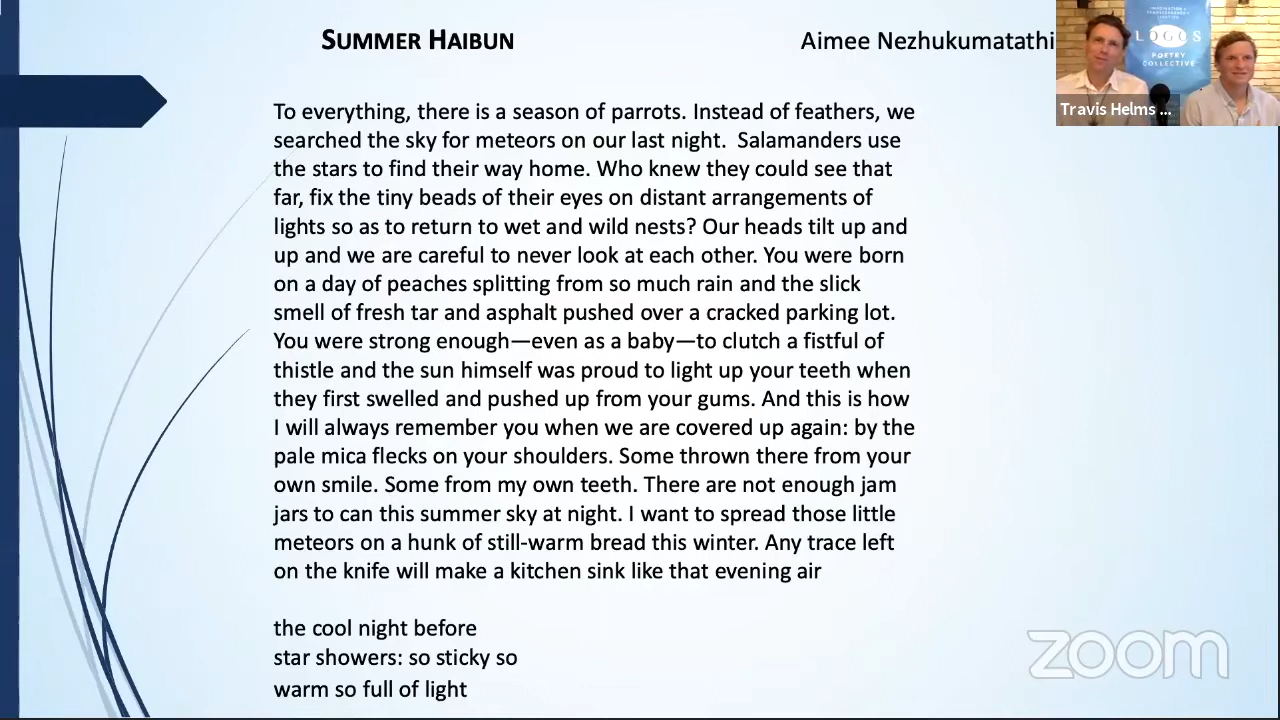 SUMMER HAIBUN
Aimee Nezhukumatathi
To everything, there is a season of parrots. Instead of feathers, we
searched the sky for meteors on our last night.  Salamanders use
the stars to find their way home. Who knew they could see that
far, fix the tiny beads of their eyes on distant arrangements of
lights so as to return to wet and wild nests? Our heads tilt up and
up and we are careful to never look at each other. You were born
on a day of peaches splitting from so much rain and the slick
smell of fresh tar and asphalt pushed over a cracked parking lot.
You were strong enough—even as a baby—to clutch a fistful of
thistle and the sun himself was proud to light up your teeth when
they first swelled and pushed up from your gums. And this is how
I will always remember you when we are covered up again: by the
pale mica flecks on your shoulders. Some thrown there from your
own smile. Some from my own teeth. There are not enough jam
jars to can this summer sky at night. I want to spread those little
meteors on a hunk of still-warm bread this winter. Any trace left
on the knife will make a kitchen sink like that evening air
the cool night before
star showers: so sticky so
warm so full of light
LOGOS
POETRY
COLLECTIVE
Travis Helms ...
zoom